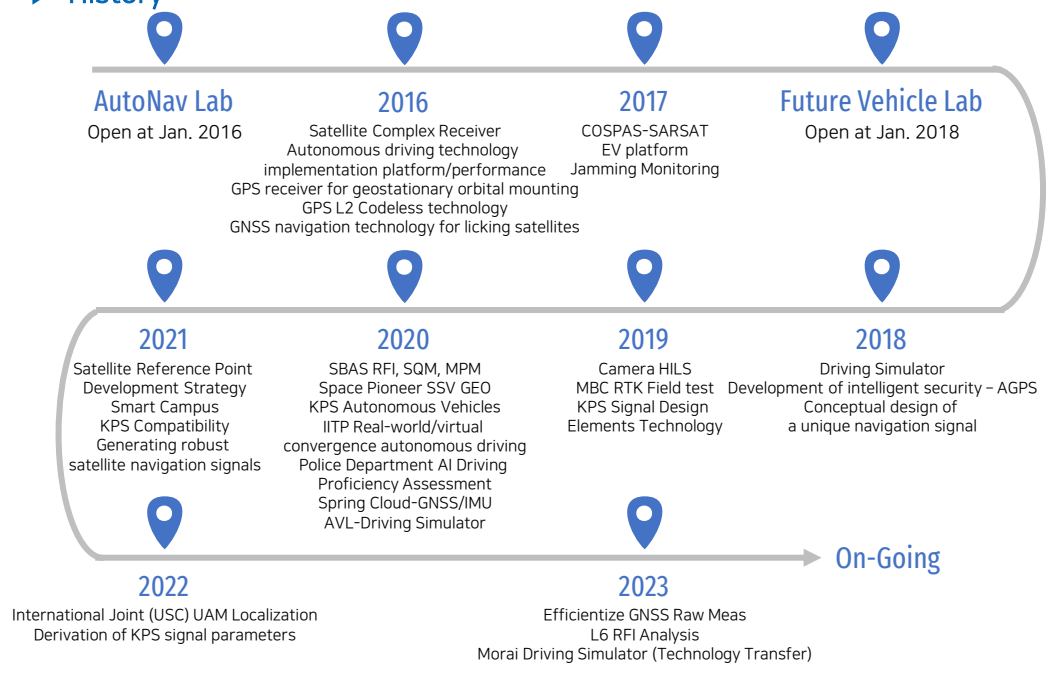 History
AutoNav Lab
Open at Jan. 2016
2016
Satellite Complex Receiver
Autonomous driving technology
implementation platform/performance
GPS receiver for geostationary orbital mounting
GPS L2 Codeless technology
GNSS navigation technology for licking satellites
2017
COSPAS-SARSAT
EV platform
Jamming Monitoring
Future Vehicle Lab
Open at Jan. 2018
2018
Driving Simulator
Development of intelligent security – AGPS
Conceptual design of
a unique navigation signal
2019
Camera HILS
MBC RTK Field test
KPS Signal Design
Elements Technology
2020
SBAS RFI, SQM, MPM
Space Pioneer SSV GEO
KPS Autonomous Vehicles
IITP Real-world/virtual
convergence autonomous driving
Police Department AI Driving
Proficiency Assessment
Spring Cloud-GNSS/IMU
AVL-Driving Simulator
2021
Satellite Reference Point
Development Strategy
Smart Campus
KPS Compatibility
Generating robust
satellite navigation signals
2022
International Joint (USC) UAM Localization
Derivation of KPS signal parameters
2023
Efficientize GNSS Raw Meas
L6 RFI Analysis
Morai Driving Simulator (Technology Transfer)
On-Going